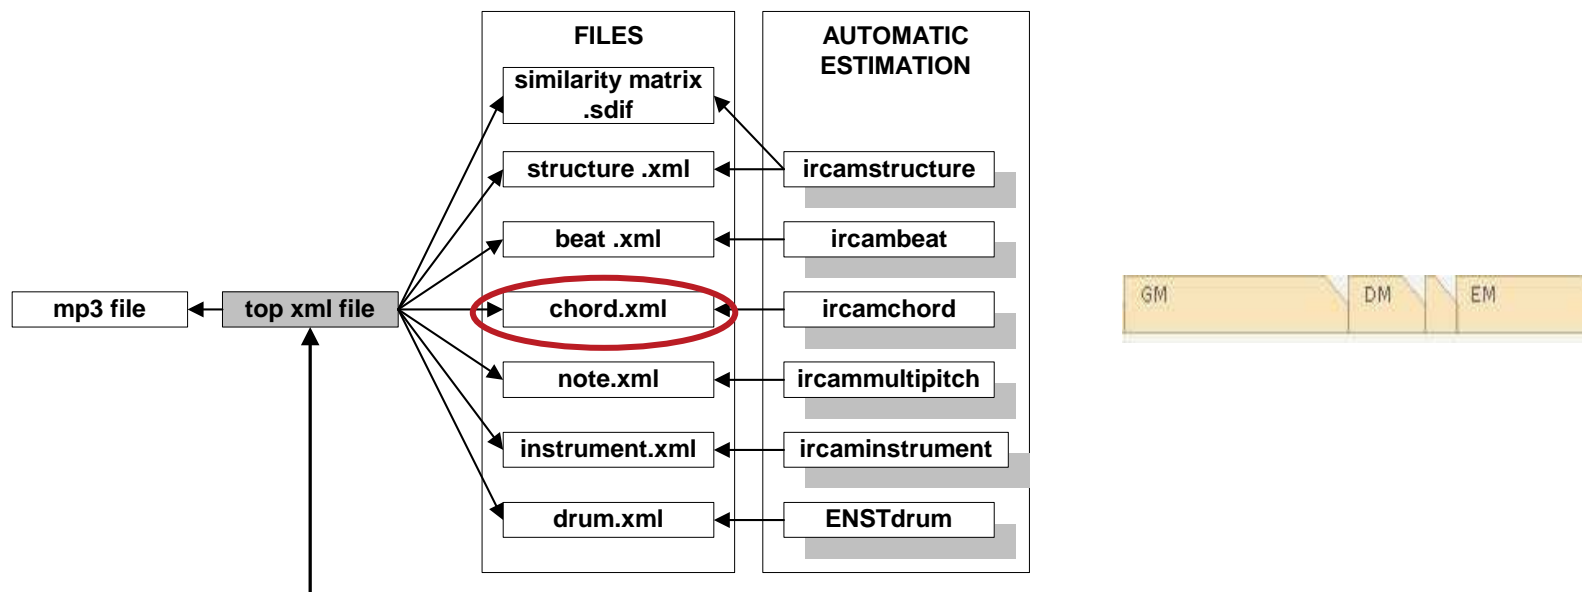 FILES
similarity matrix
.sdif
structure .xml
beat .xml
chord.xml
note.xml
instrument.xml
drum.xml
AUTOMATIC
ESTIMATION
ircamstructure
ircambeat
ircamchord
ircammultipitch
ircaminstrument
ENSTdrum
mp3 file
top xml file
GM
DM
EM